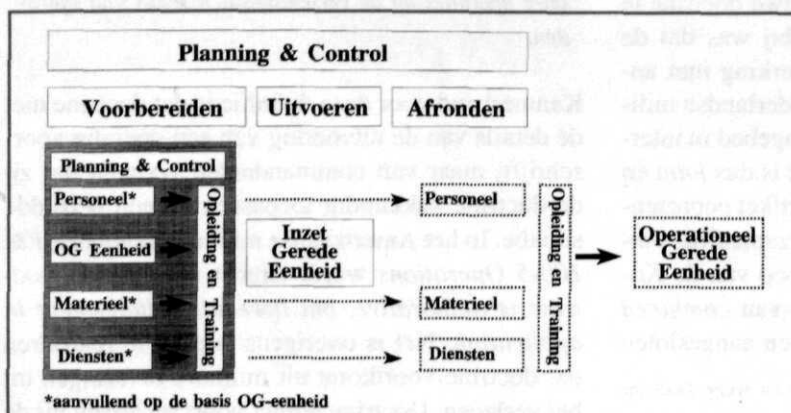 Planning & Control
Voorbereiden
Uitvoeren
Afronden
Planning & Control
Personeel*
OG Eenheid
Materieel*
Diensten*
Opleiding en Training
Inzet
Gerede
Eenheid
Personeel
Materieel
Diensten
Opleiding en Training
Operationeel
Gerede
Eenheid
*aanvullend op de basis OG-eenheid